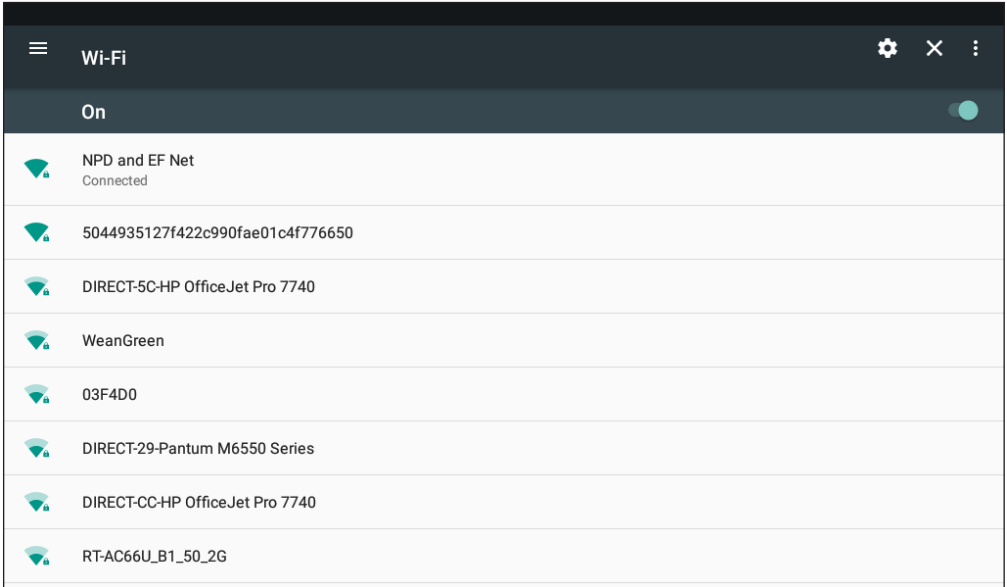 Wi-Fi
On
NPD and EF Net
Connected
5044935127f422c990fae01c4f776650
DIRECT-5C-HP OfficeJet Pro 7740
WeanGreen
03F4D0
DIRECT-29-Pantum M6550 Series
DIRECT-CC-HP OfficeJet Pro 7740
RT-AC66U_B1_50_2G